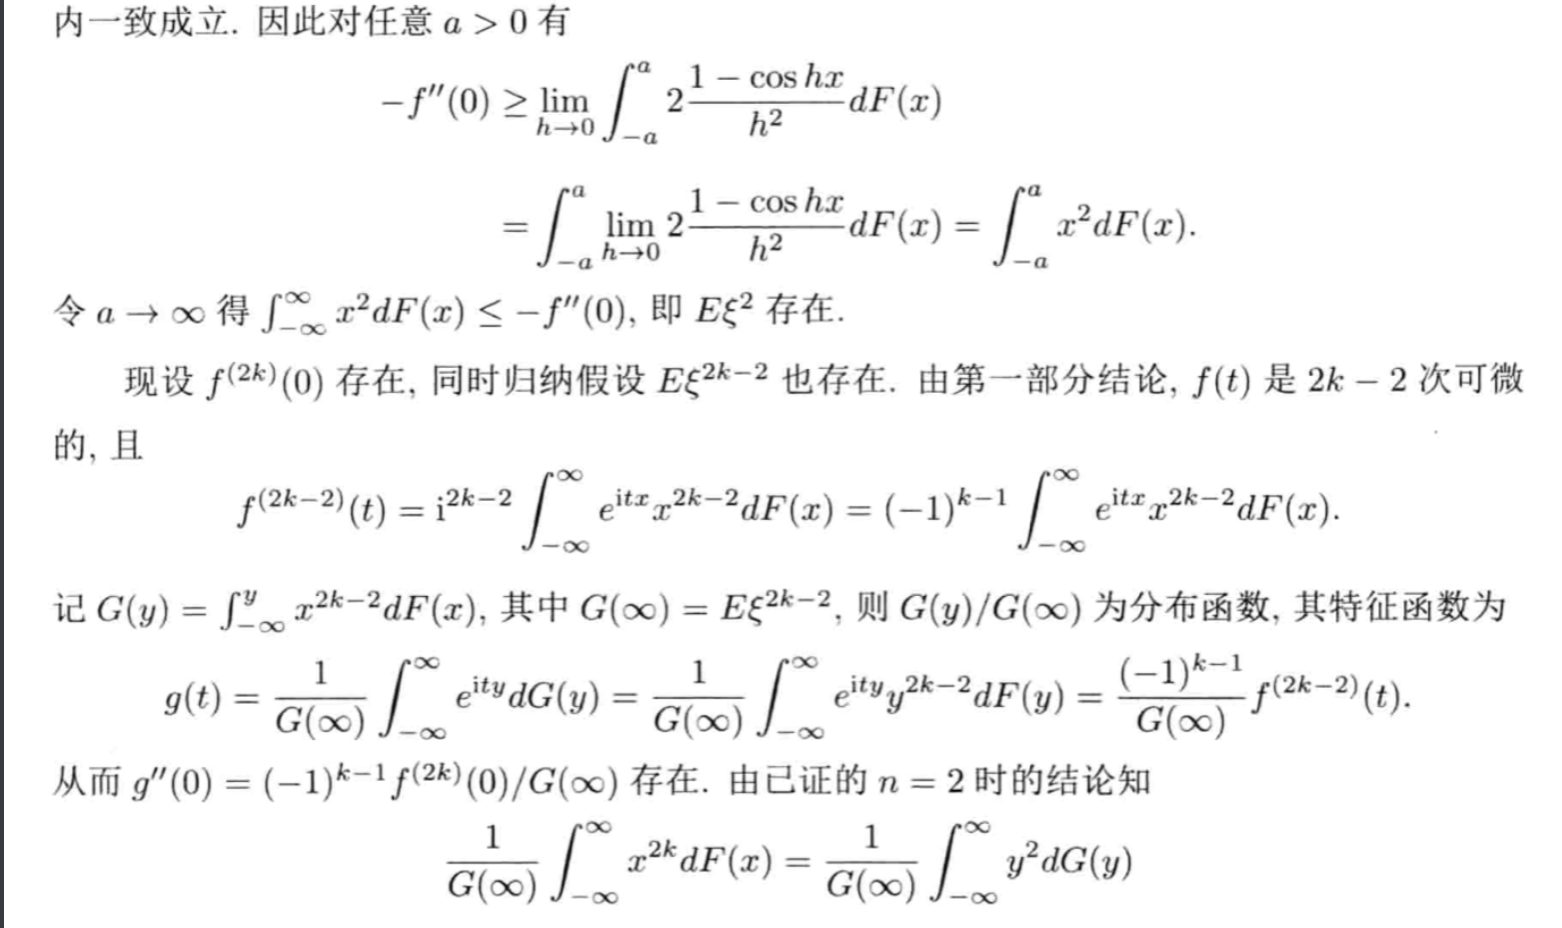 内一致成立. 因此对任意 a > 0 有
$$-f''(0) \geq \lim_{h \to 0} \int_{-a}^{a} 2\frac{1 - \cos hx}{h^2} dF(x)$$
$$= \int_{-a}^{a} \lim_{h \to 0} 2\frac{1 - \cos hx}{h^2} dF(x) = \int_{-a}^{a} x^2 dF(x).$$
令 $a \to \infty$ 得 $\int_{-\infty}^{\infty} x^2 dF(x) \leq -f''(0)$, 即 $E\xi^2$ 存在.
现设 $f^{(2k)}(0)$ 存在, 同时归纳假设 $E\xi^{2k-2}$ 也存在. 由第一部分结论, $f(t)$ 是 $2k-2$ 次可微
的, 且
$$f^{(2k-2)}(t) = \mathrm{i}^{2k-2} \int_{-\infty}^{\infty} e^{\mathrm{i}tx} x^{2k-2} dF(x) = (-1)^{k-1} \int_{-\infty}^{\infty} e^{\mathrm{i}tx} x^{2k-2} dF(x).$$
记 $G(y) = \int_{-\infty}^{y} x^{2k-2} dF(x)$, 其中 $G(\infty) = E\xi^{2k-2}$, 则 $G(y)/G(\infty)$ 为分布函数, 其特征函数为
$$g(t) = \frac{1}{G(\infty)} \int_{-\infty}^{\infty} e^{\mathrm{i}ty} dG(y) = \frac{1}{G(\infty)} \int_{-\infty}^{\infty} e^{\mathrm{i}ty} y^{2k-2} dF(y) = \frac{(-1)^{k-1}}{G(\infty)} f^{(2k-2)}(t).$$
从而 $g''(0) = (-1)^{k-1} f^{(2k)}(0)/G(\infty)$ 存在. 由已证的 $n = 2$ 时的结论知
$$\frac{1}{G(\infty)} \int_{-\infty}^{\infty} x^{2k} dF(x) = \frac{1}{G(\infty)} \int_{-\infty}^{\infty} y^2 dG(y)$$